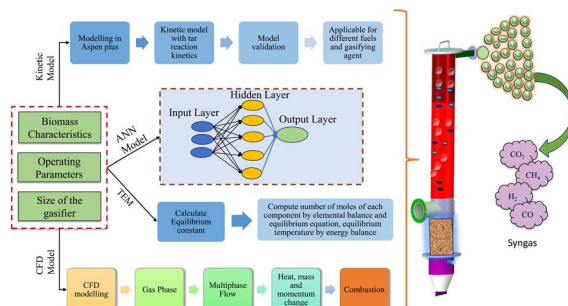 Kinetic
Model
Modelling in
Aspen plus
Kinetic model
with tar
reaction
kinetics
Model
validation
Applicable for
different fuels
and gasifying
agent
Biomass
Characteristics
Operating
Parameters
Size of the
gasifier
ANN
Model
Input Layer
Hidden Layer
Output Layer
TEM
Calculate
Equilibrium
constant
Compute number of moles of each
component by elemental balance and
equilibrium equation, equilibrium
temperature by energy balance
CFD
Model
CFD
modelling
Gas Phase
Multiphase
Flow
Heat, mass
and
momentum
change
Combustion
CO₂
CH₄
H₂
CO
Syngas